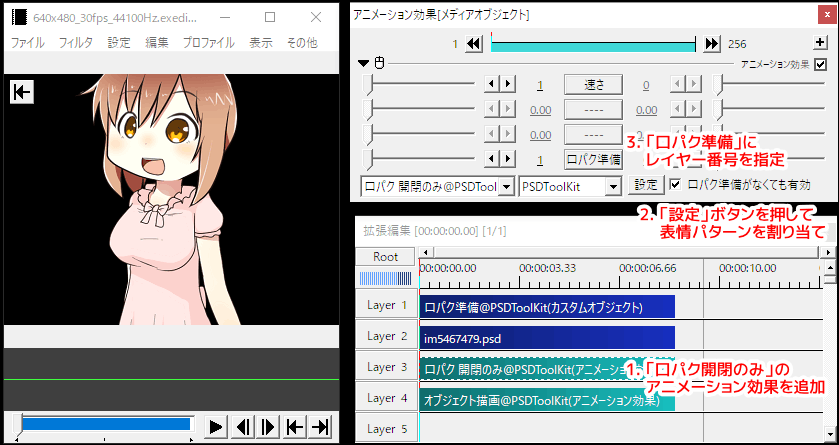 640x480_30fps_44100Hz.exedi...
ファイル フィルタ 設定 編集 プロファイル 表示 その他
アニメーション効果[メディアオブジェクト]
1 256
アニメーション効果
1 速さ 0
0.00 ---- 0.00
0.00 ---- 0.00
1 口パク準備
3.「口パク準備」に
レイヤー番号を指定
口パク 開閉のみ@PSDTool PSDToolKit 設定 口パク準備がなくても有効
2.「設定」ボタンを押して
表情パターンを割り当て
拡張編集 [00:00:00.00] [1/1]
Root
00:00:00.00 00:00:03.33 00:00:06.66 00:00:10.00 00:
Layer 1 口パク準備@PSDToolKit(カスタムオブジェクト)
Layer 2 im5467479.psd
Layer 3 口パク 開閉のみ@PSDToolKit(アニメーショ
1.「口パク開閉のみ」の
アニメーション効果を追加
Layer 4 オブジェクト描画@PSDToolKit(アニメーション効果)
Layer 5